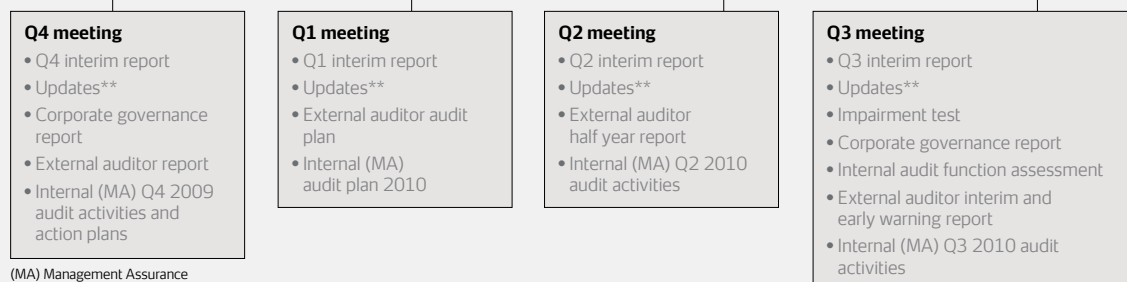 Q4 meeting
• Q4 interim report
• Updates**
• Corporate governance
report
• External auditor report
• Internal (MA) Q4 2009
audit activities and
action plans
(MA) Management Assurance
Q1 meeting
• Q1 interim report
• Updates**
• External auditor audit
plan
• Internal (MA)
audit plan 2010
Q2 meeting
• Q2 interim report
• Updates**
• External auditor
half year report
• Internal (MA) Q2 2010
audit activities
Q3 meeting
• Q3 interim report
• Updates**
• Impairment test
• Corporate governance report
• Internal audit function assessment
• External auditor interim and
early warning report
• Internal (MA) Q3 2010 audit
activities